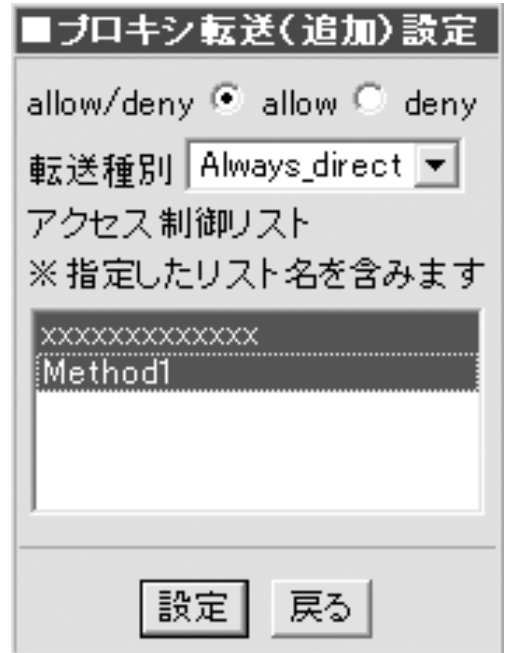 ■プロキシ転送(追加)設定
allow/deny allow deny
転送種別 Always_direct
アクセス制御リスト
※指定したリスト名を含みます
xxxxxxxxxxxxx
Method1
設定 戻る